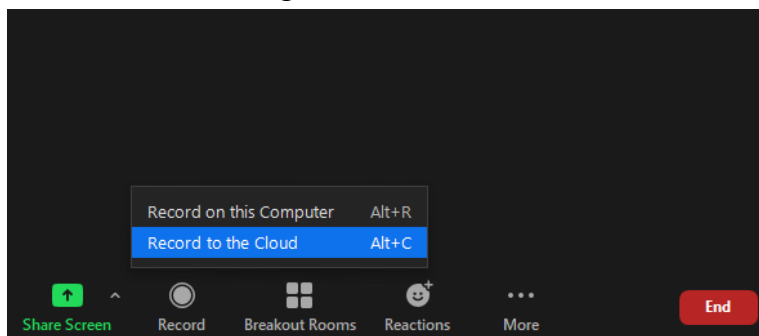 Record on this Computer Alt+R
Record to the Cloud Alt+C
Share Screen Record Breakout Rooms Reactions More End